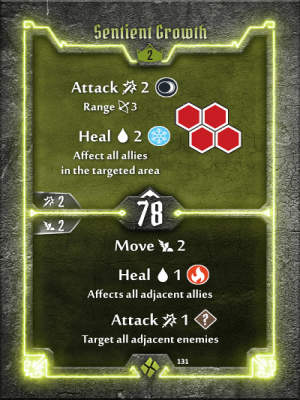 Sentient Growth
2
Attack 2
Range 3
Heal 2
Affect all allies
in the targeted area
2
78
2
Move 2
Heal 1
Affects all adjacent allies
Attack 1 ?
Target all adjacent enemies
131